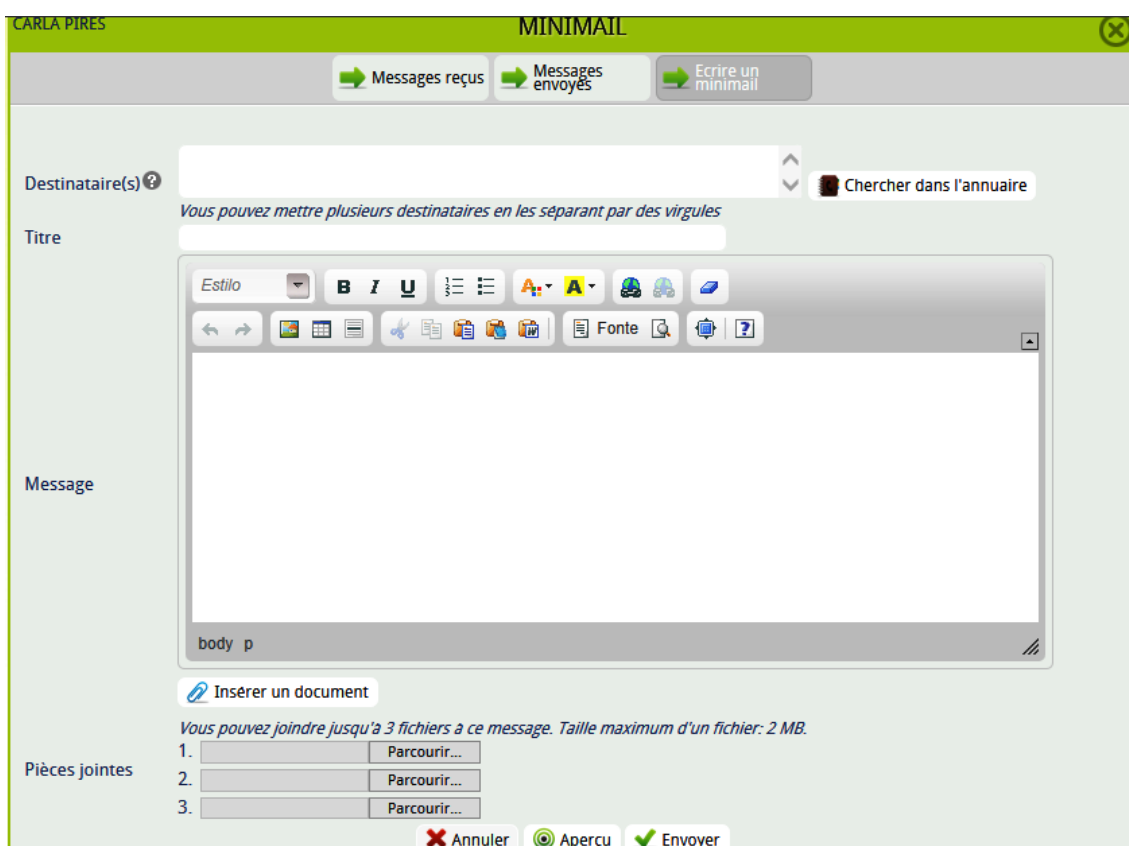 CARLA PIRES
MINIMAIL
Messages reçus
Messages envoyés
Ecrire un minimail
Destinataire(s)
Chercher dans l'annuaire
Vous pouvez mettre plusieurs destinataires en les séparant par des virgules
Titre
Estilo
B I U
A A
Fonte
Message
body p
Insérer un document
Vous pouvez joindre jusqu'à 3 fichiers à ce message. Taille maximum d'un fichier: 2 MB.
Pièces jointes
1. Parcourir...
2. Parcourir...
3. Parcourir...
Annuler Aperçu Envoyer